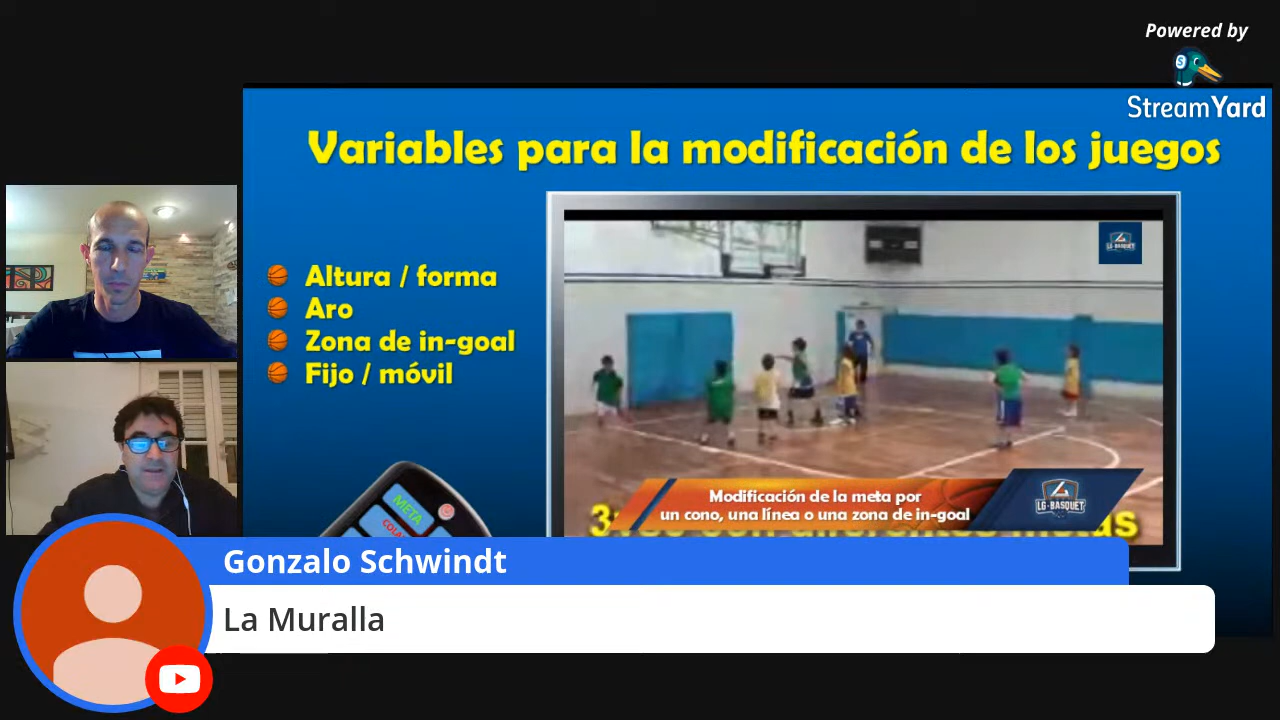 Powered by
StreamYard
Variables para la modificación de los juegos
Altura / forma
Aro
Zona de in-goal
Fijo / móvil
LG-BASQUET
META
Modificación de la meta por
un cono, una línea o una zona de in-goal
LG-BASQUET
Gonzalo Schwindt
La Muralla